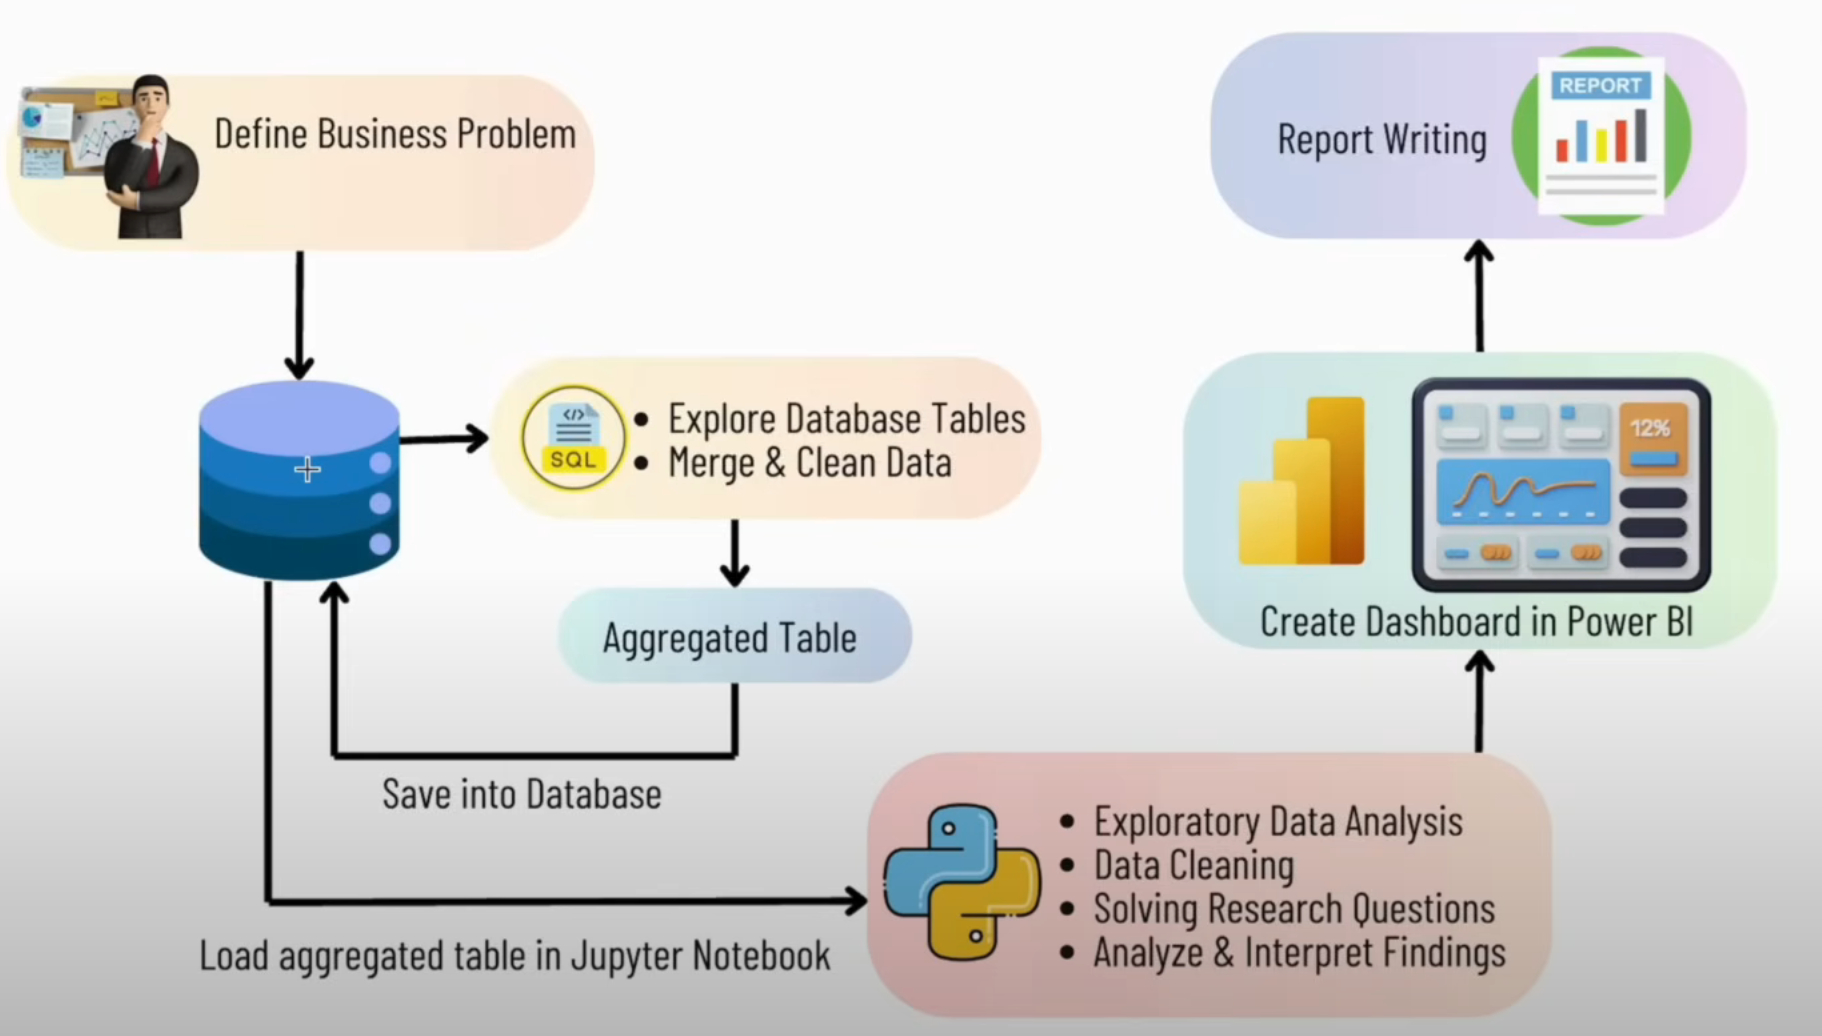 Define Business Problem
</>
SQL
• Explore Database Tables
• Merge & Clean Data
Aggregated Table
Save into Database
Load aggregated table in Jupyter Notebook
• Exploratory Data Analysis
• Data Cleaning
• Solving Research Questions
• Analyze & Interpret Findings
12%
Create Dashboard in Power BI
Report Writing
REPORT